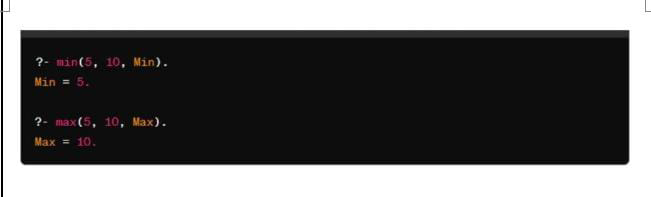 ?- min(5, 10, Min).
Min = 5.
?- max(5, 10, Max).
Max = 10.